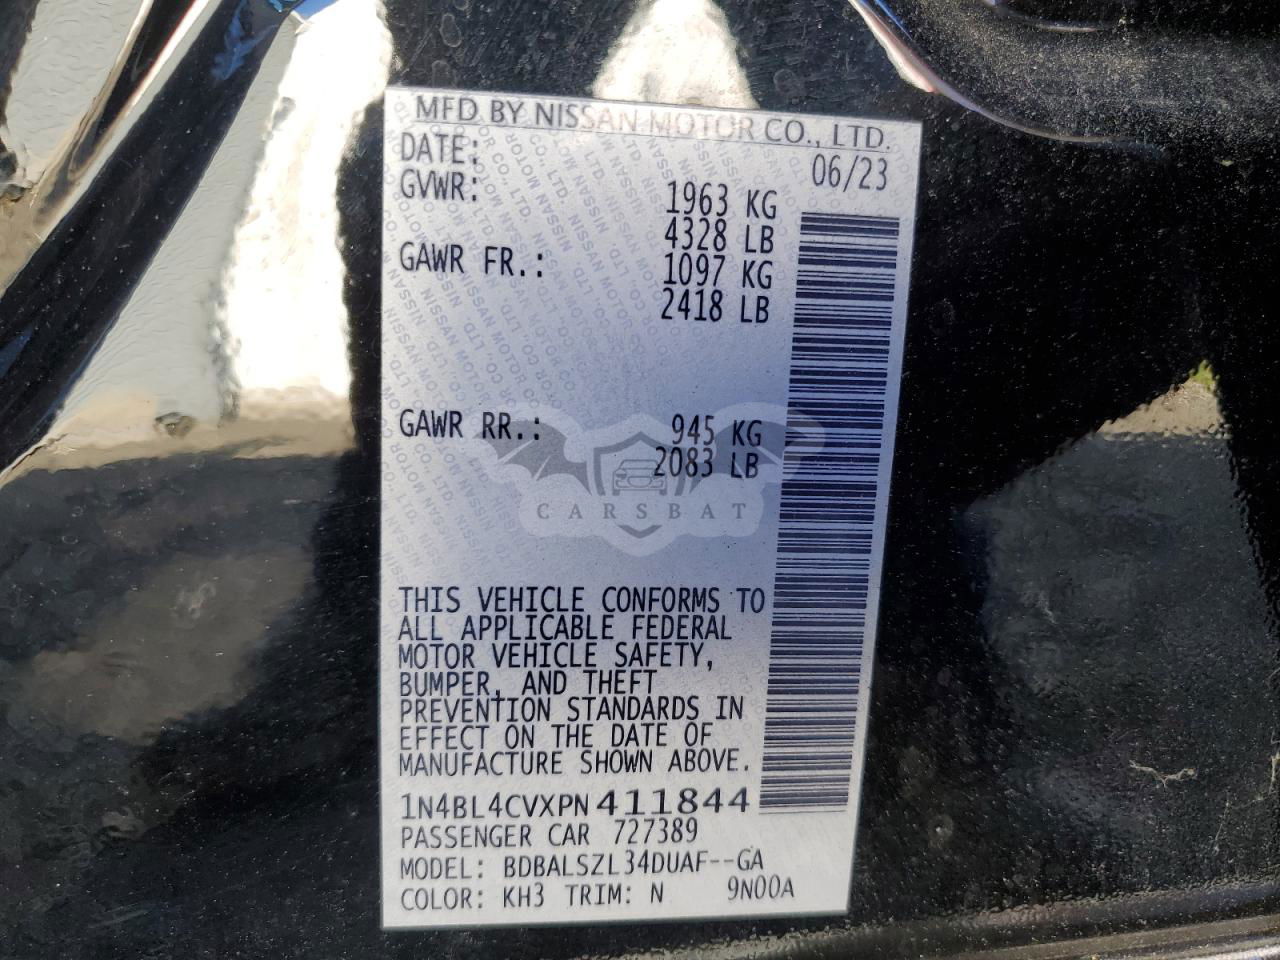 MFD BY NISSAN MOTOR CO., LTD.
DATE: 06/23
GVWR: 1963 KG
4328 LB
GAWR FR.: 1097 KG
2418 LB
GAWR RR.: 945 KG
2083 LB
CARSBAT
THIS VEHICLE CONFORMS TO
ALL APPLICABLE FEDERAL
MOTOR VEHICLE SAFETY,
BUMPER, AND THEFT
PREVENTION STANDARDS IN
EFFECT ON THE DATE OF
MANUFACTURE SHOWN ABOVE.
1N4BL4CVXPN411844
PASSENGER CAR 727389
MODEL: BDBALSZL34DUAF--GA
COLOR: KH3 TRIM: N 9N00A